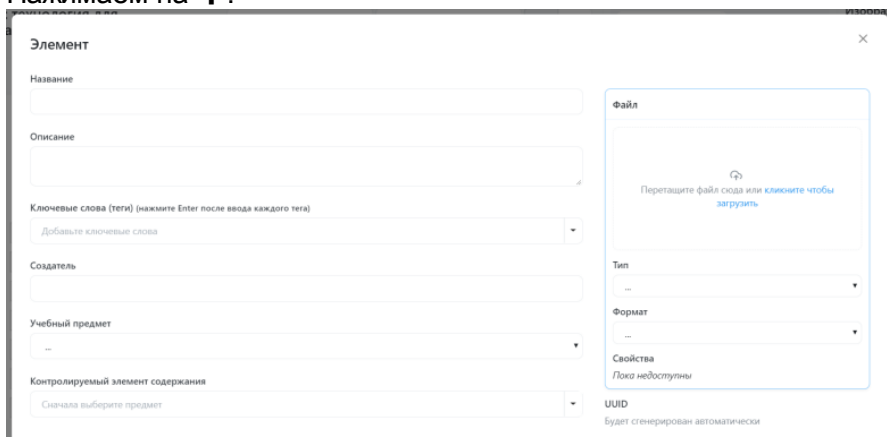 Элемент
×
Название
Описание
Ключевые слова (теги) (нажмите Enter после ввода каждого тега)
Добавьте ключевые слова
Создатель
Учебный предмет
...
Контролируемый элемент содержания
Сначала выберите предмет
Файл
Перетащите файл сюда или кликните чтобы
загрузить
Тип
...
Формат
...
Свойства
Пока недоступны
UUID
Будет сгенерирован автоматически